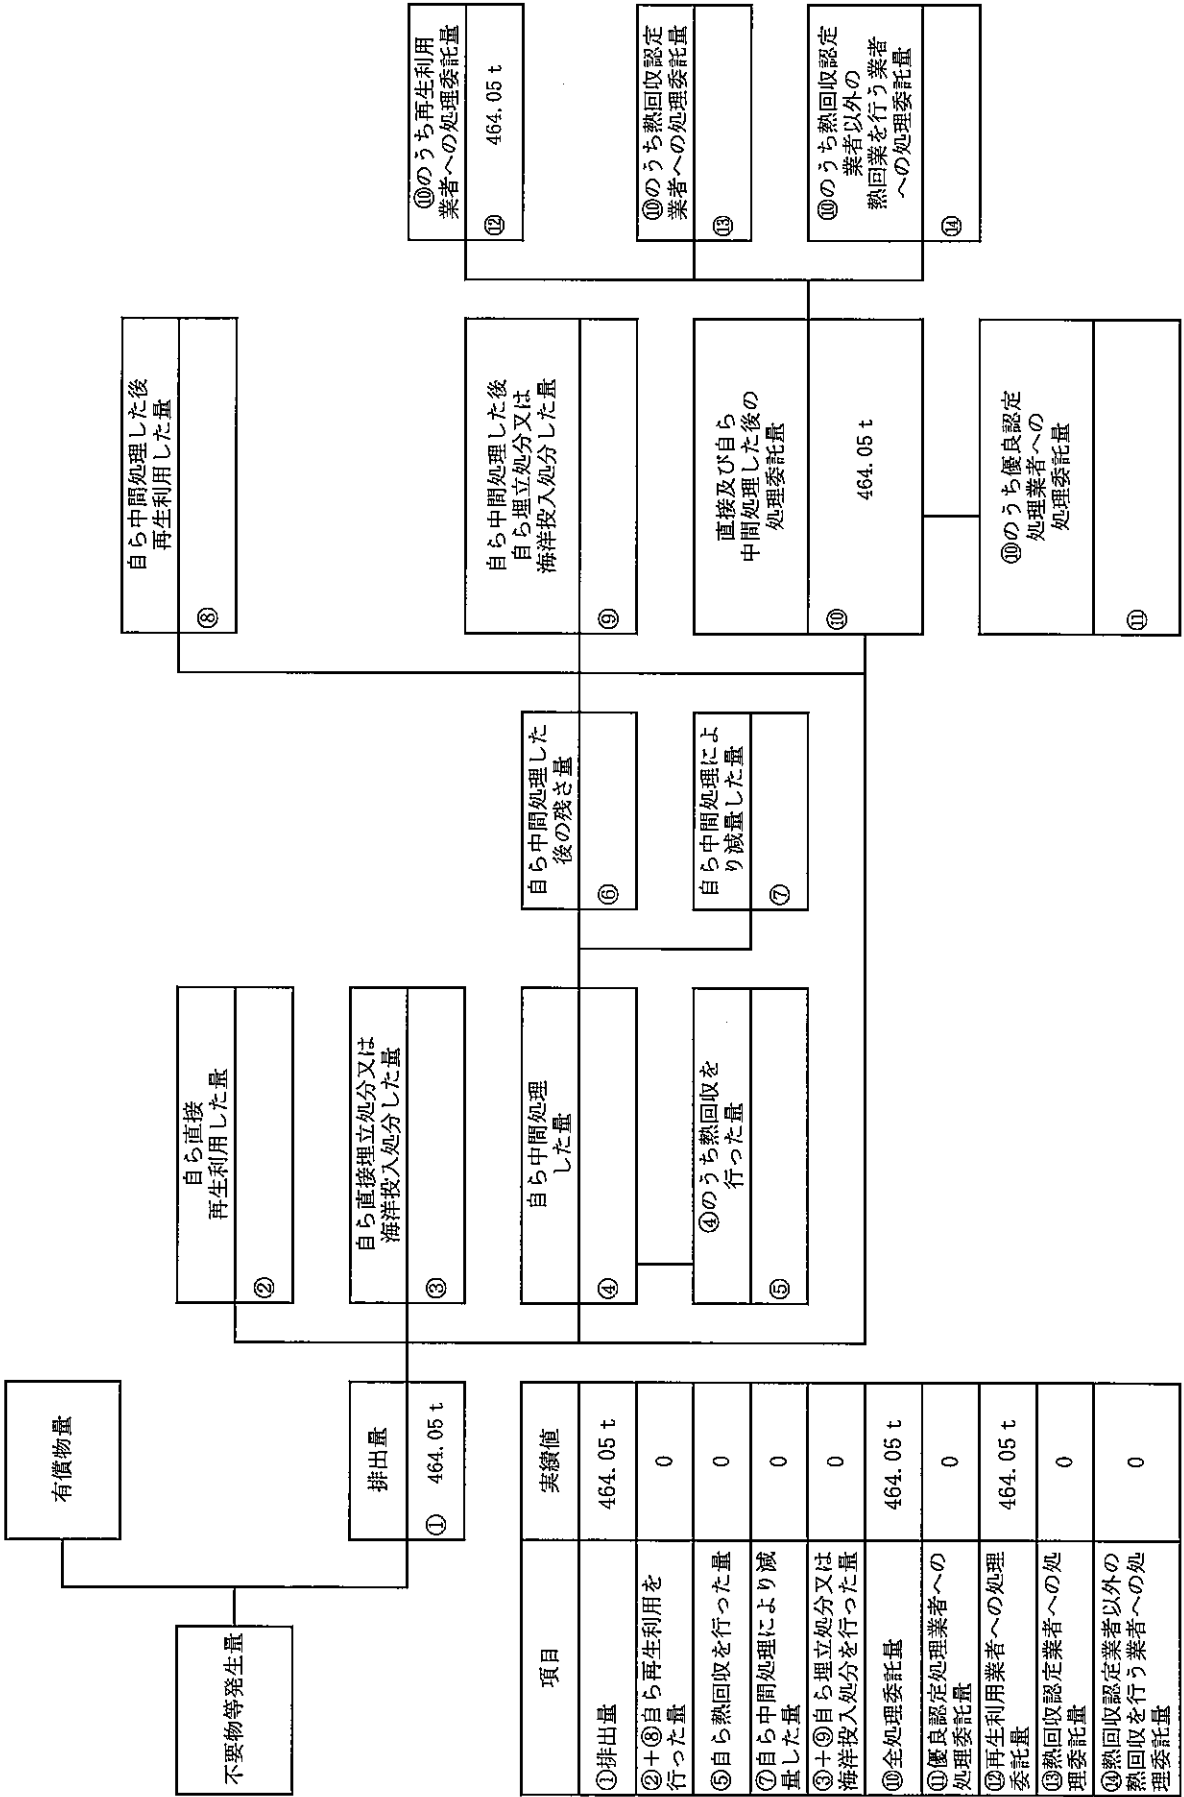 有償物量
不要物等発生量
排出量
① 464.05 t
自ら直接
再生利用した量
②
自ら直接埋立処分又は
海洋投入処分した量
③
自ら中間処理
した量
④
④のうち熱回収を
行った量
⑤
自ら中間処理した
後の残さ量
⑥
自ら中間処理によ
り減量した量
⑦
自ら中間処理した後
再生利用した量
⑧
自ら中間処理した後
自ら埋立処分又は
海洋投入処分した量
⑨
直接及び自ら
中間処理した後の
処理委託量
⑩ 464.05 t
⑩のうち優良認定
処理業者への
処理委託量
⑪
⑩のうち再生利用
業者への処理委託量
⑫ 464.05 t
⑩のうち熱回収認定
業者への処理委託量
⑬
⑩のうち熱回収認定
業者以外の
熱回業を行う業者
への処理委託量
⑭
項目 実績値
①排出量 464.05 t
②+⑧自ら再生利用を
行った量 0
⑤自ら熱回収を行った量 0
⑦自ら中間処理により減
量した量 0
③+⑨自ら埋立処分又は
海洋投入処分を行った量 0
⑩全処理委託量 464.05 t
⑪優良認定処理業者への
処理委託量 0
⑫再生利用業者への処理
委託量 464.05 t
⑬熱回収認定業者への処
理委託量 0
⑭熱回収認定業者以外の
熱回収を行う業者への処
理委託量 0